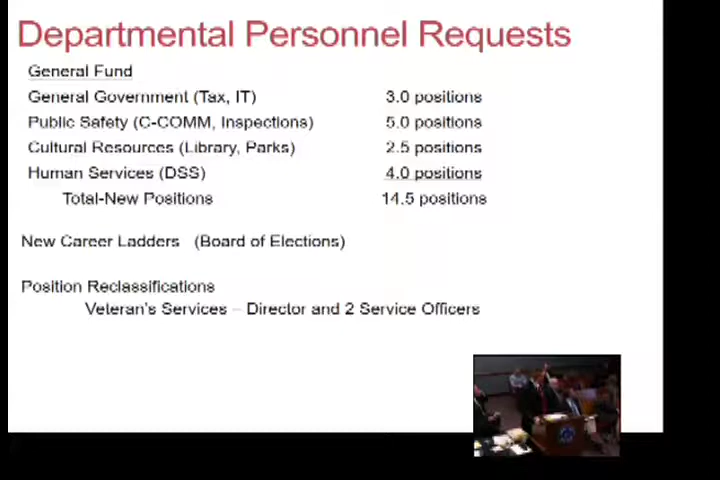 Departmental Personnel Requests
General Fund
General Government (Tax, IT) 3.0 positions
Public Safety (C-COMM, Inspections) 5.0 positions
Cultural Resources (Library, Parks) 2.5 positions
Human Services (DSS) 4.0 positions
Total-New Positions 14.5 positions
New Career Ladders (Board of Elections)
Position Reclassifications
Veteran's Services – Director and 2 Service Officers